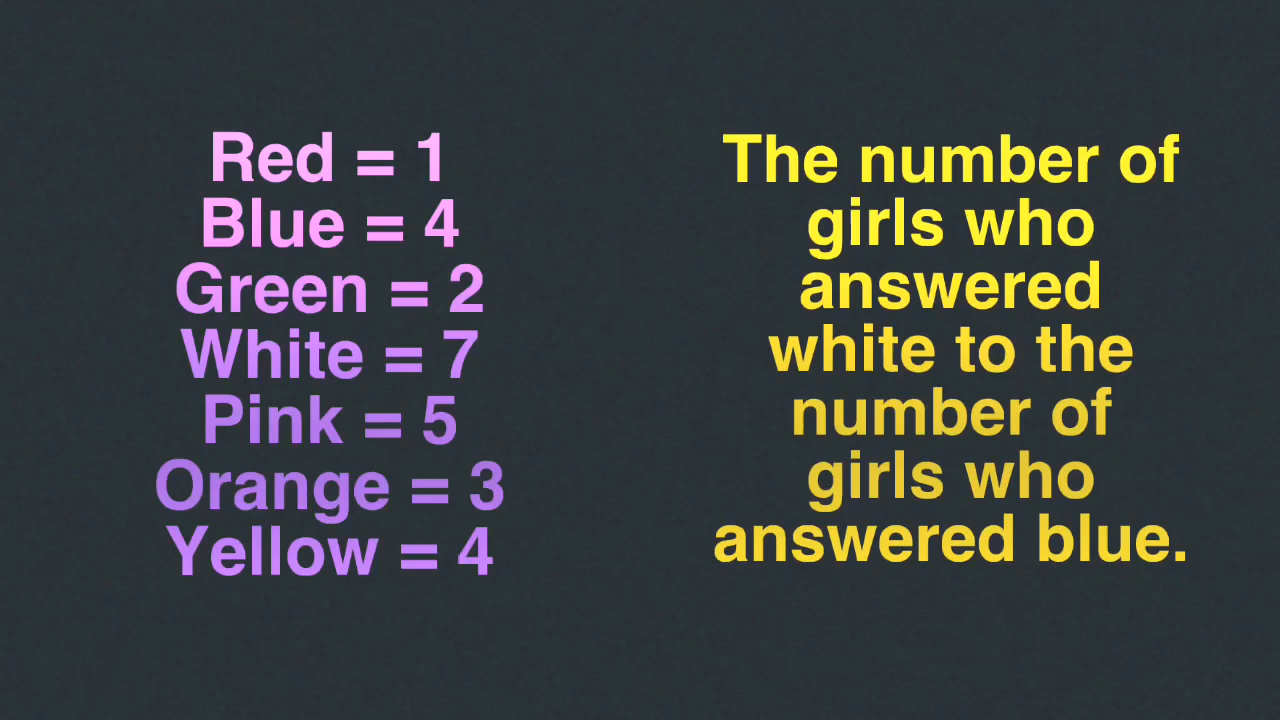 Red = 1
Blue = 4
Green = 2
White = 7
Pink = 5
Orange = 3
Yellow = 4
The number of
girls who
answered
white to the
number of
girls who
answered blue.